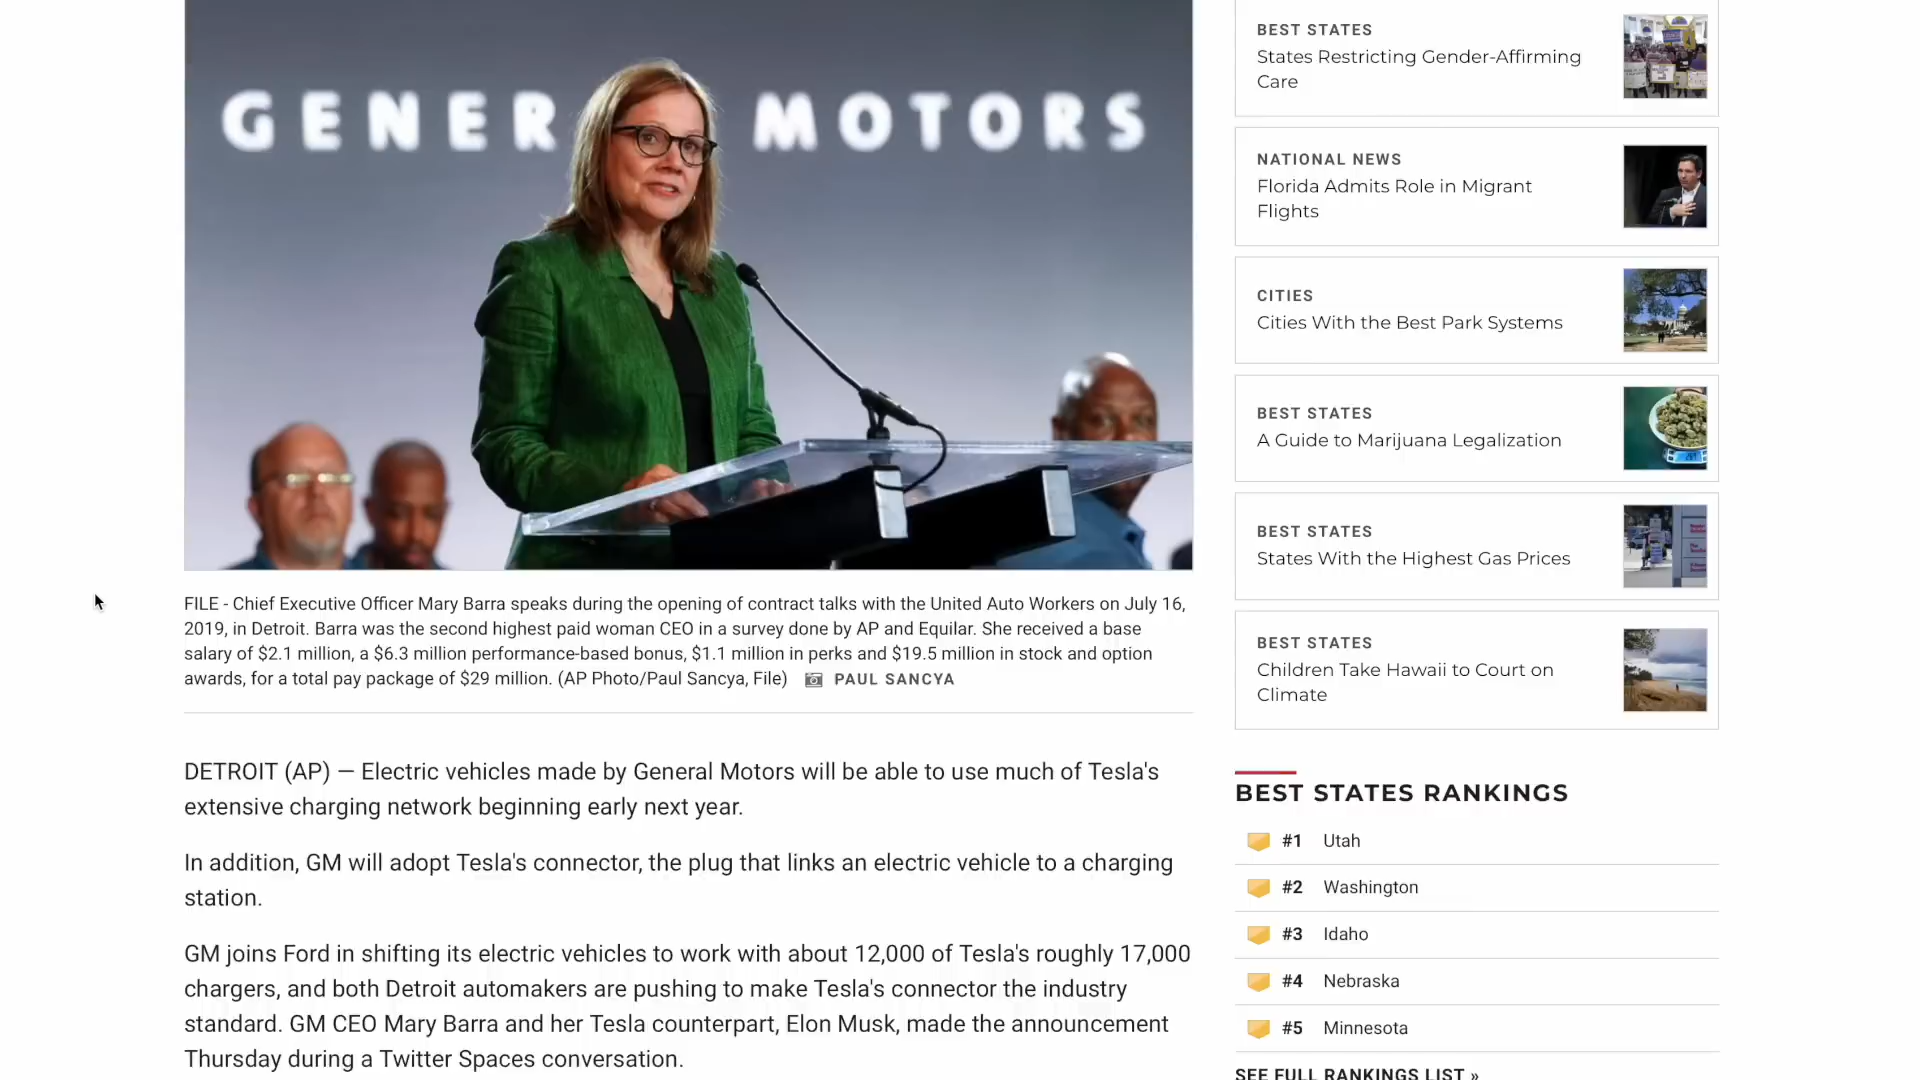 GENER MOTORS
FILE - Chief Executive Officer Mary Barra speaks during the opening of contract talks with the United Auto Workers on July 16,
2019, in Detroit. Barra was the second highest paid woman CEO in a survey done by AP and Equilar. She received a base
salary of $2.1 million, a $6.3 million performance-based bonus, $1.1 million in perks and $19.5 million in stock and option
awards, for a total pay package of $29 million. (AP Photo/Paul Sancya, File) PAUL SANCYA
DETROIT (AP) — Electric vehicles made by General Motors will be able to use much of Tesla's
extensive charging network beginning early next year.
In addition, GM will adopt Tesla's connector, the plug that links an electric vehicle to a charging
station.
GM joins Ford in shifting its electric vehicles to work with about 12,000 of Tesla's roughly 17,000
chargers, and both Detroit automakers are pushing to make Tesla's connector the industry
standard. GM CEO Mary Barra and her Tesla counterpart, Elon Musk, made the announcement
Thursday during a Twitter Spaces conversation.
BEST STATES
States Restricting Gender-Affirming
Care
NATIONAL NEWS
Florida Admits Role in Migrant
Flights
CITIES
Cities With the Best Park Systems
BEST STATES
A Guide to Marijuana Legalization
BEST STATES
States With the Highest Gas Prices
BEST STATES
Children Take Hawaii to Court on
Climate
BEST STATES RANKINGS
#1 Utah
#2 Washington
#3 Idaho
#4 Nebraska
#5 Minnesota
SEE FULL RANKINGS LIST »